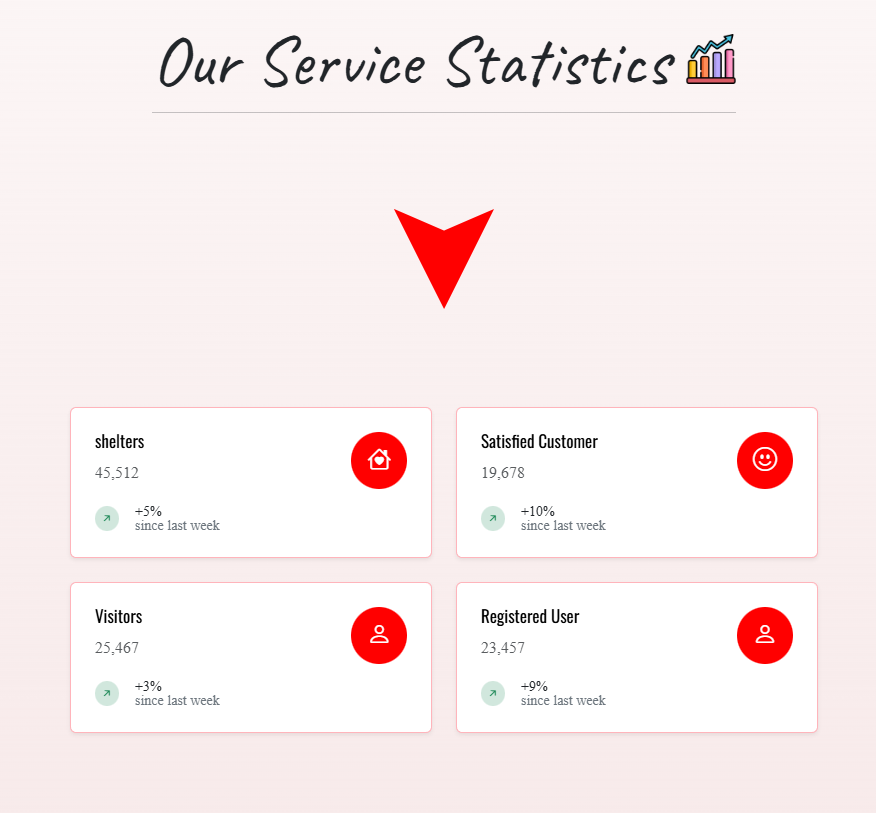 Our Service Statistics
shelters
45,512
+5%
since last week
Satisfied Customer
19,678
+10%
since last week
Visitors
25,467
+3%
since last week
Registered User
23,457
+9%
since last week